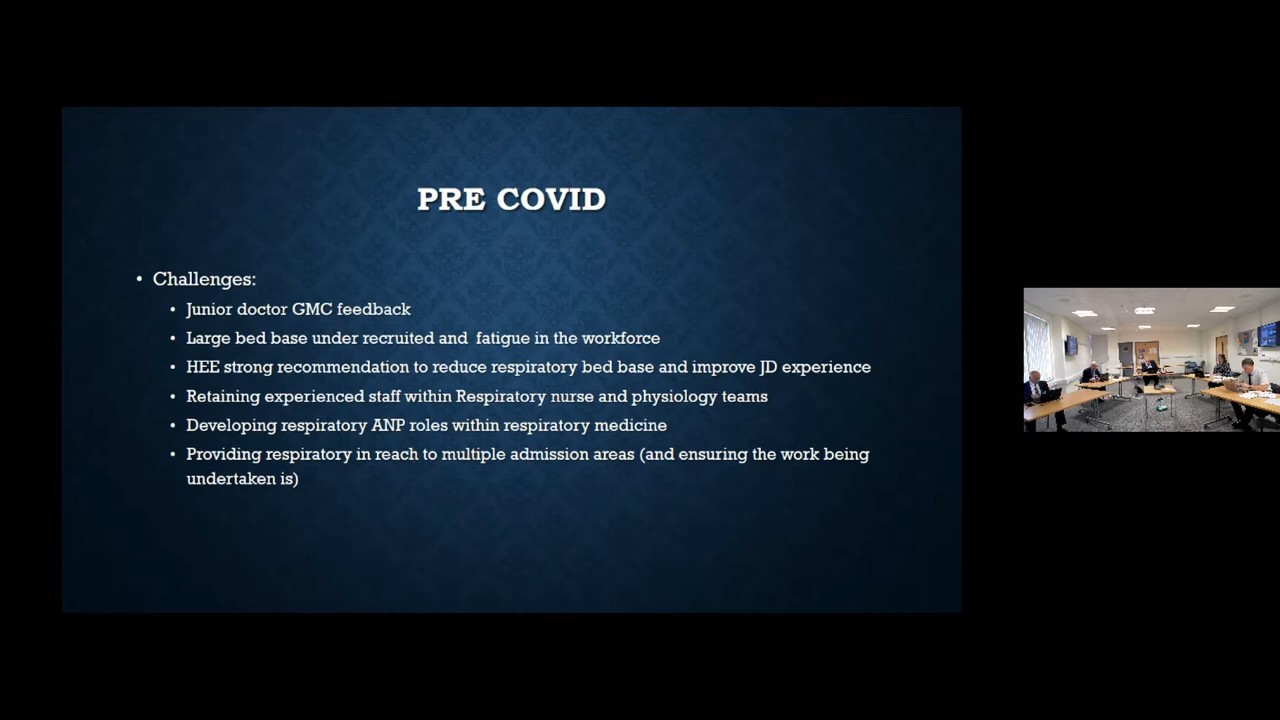 PRE COVID
• Challenges:
• Junior doctor GMC feedback
• Large bed base under recruited and fatigue in the workforce
• HEE strong recommendation to reduce respiratory bed base and improve JD experience
• Retaining experienced staff within Respiratory nurse and physiology teams
• Developing respiratory ANP roles within respiratory medicine
• Providing respiratory in reach to multiple admission areas (and ensuring the work being
undertaken is)